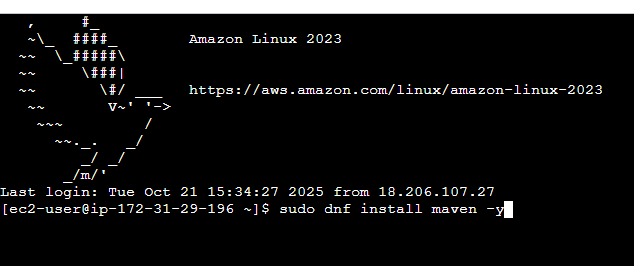 ,     #_
   ~\_  ####_        Amazon Linux 2023
  ~~  \_#####\
  ~~     \###|
  ~~       \#/ ___   https://aws.amazon.com/linux/amazon-linux-2023
   ~~       V~' '->
    ~~~         /
      ~~._.   _/
         _/ _/
       _/m/'
Last login: Tue Oct 21 15:34:27 2025 from 18.206.107.27
[ec2-user@ip-172-31-29-196 ~]$ sudo dnf install maven -y